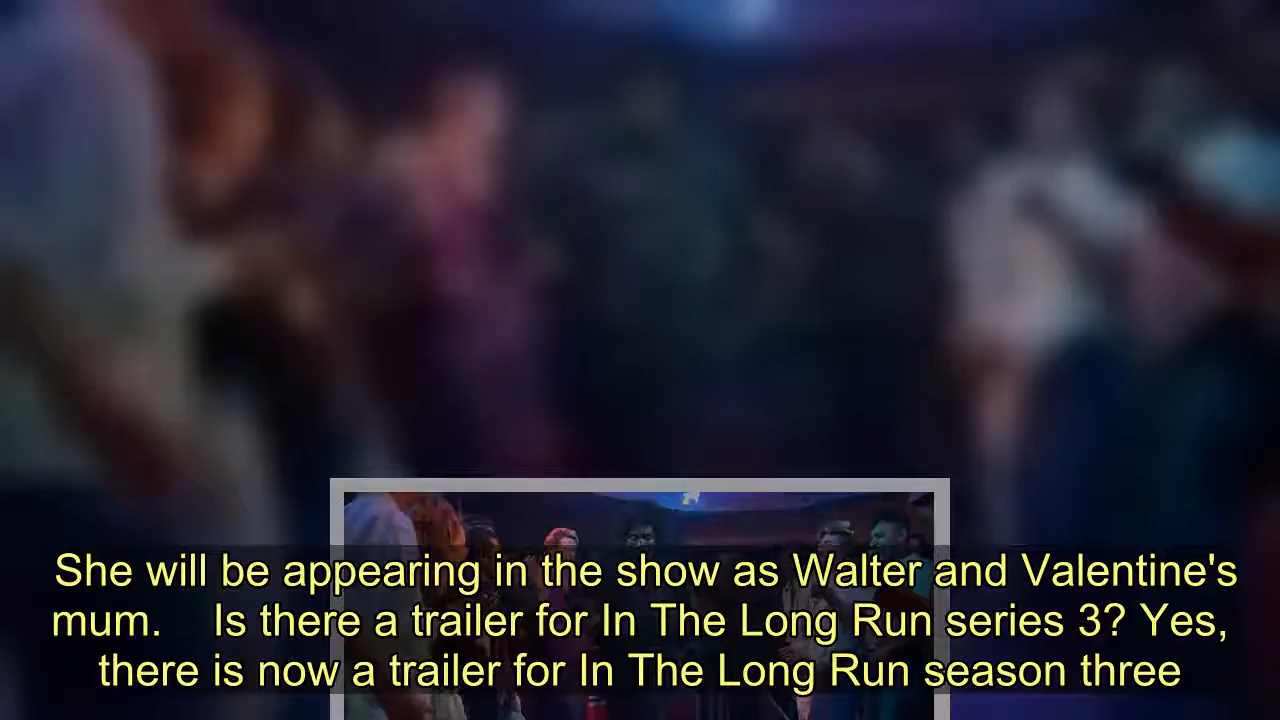 She will be appearing in the show as Walter and Valentine's
mum.    Is there a trailer for In The Long Run series 3? Yes,
there is now a trailer for In The Long Run season three